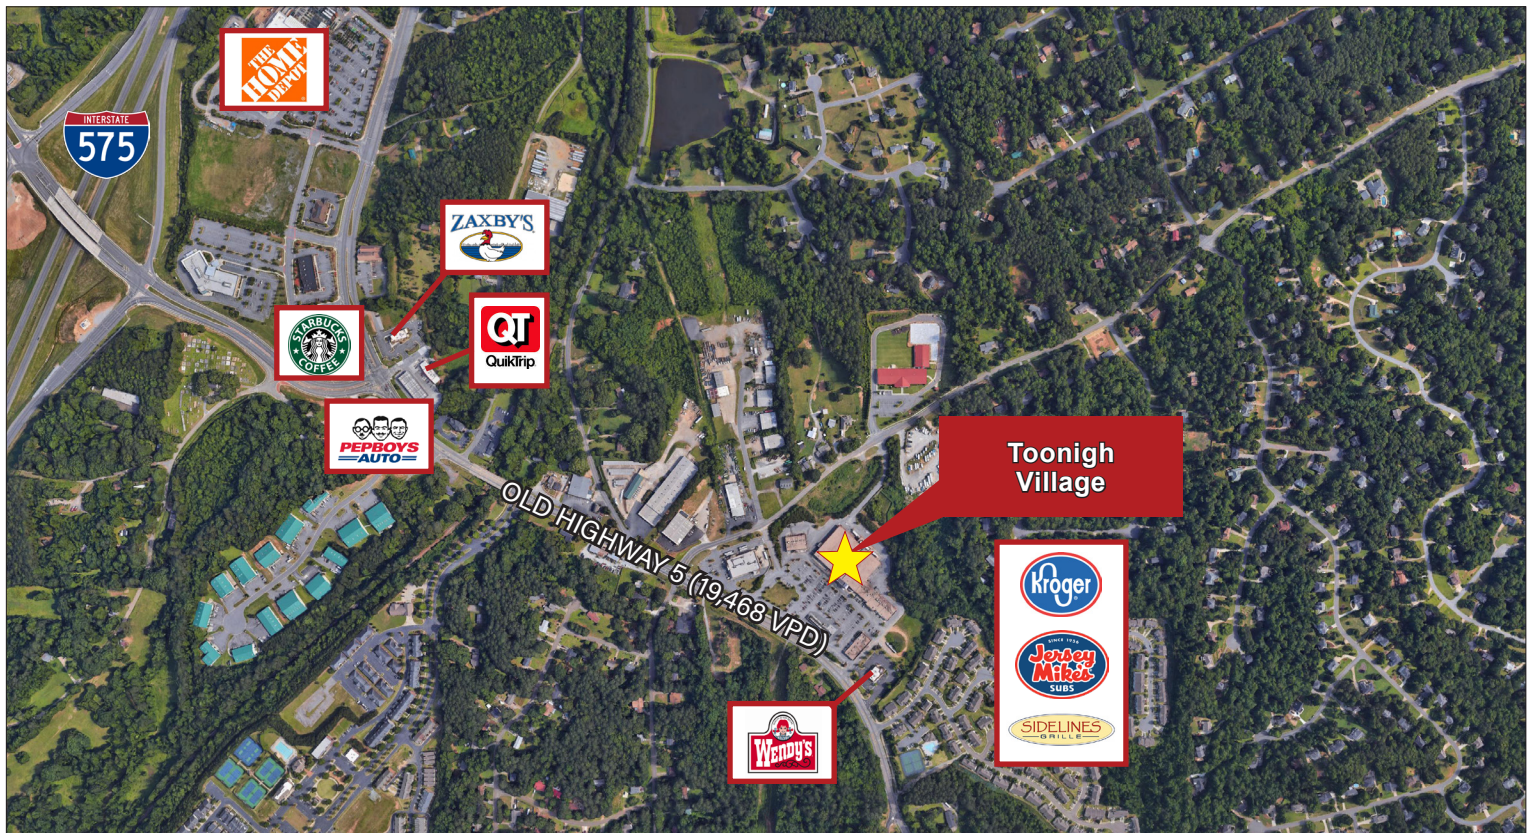 THE
HOME
DEPOT
INTERSTATE
575
ZAXBY'S
STARBUCKS
COFFEE
QT
QuikTrip
PEPBOYS
AUTO
Toonigh
Village
OLD HIGHWAY 5 (19,468 VPD)
Kroger
SINCE 1956
Jersey
Mike's
SUBS
SIDELINES
GRILLE
WENDY'S